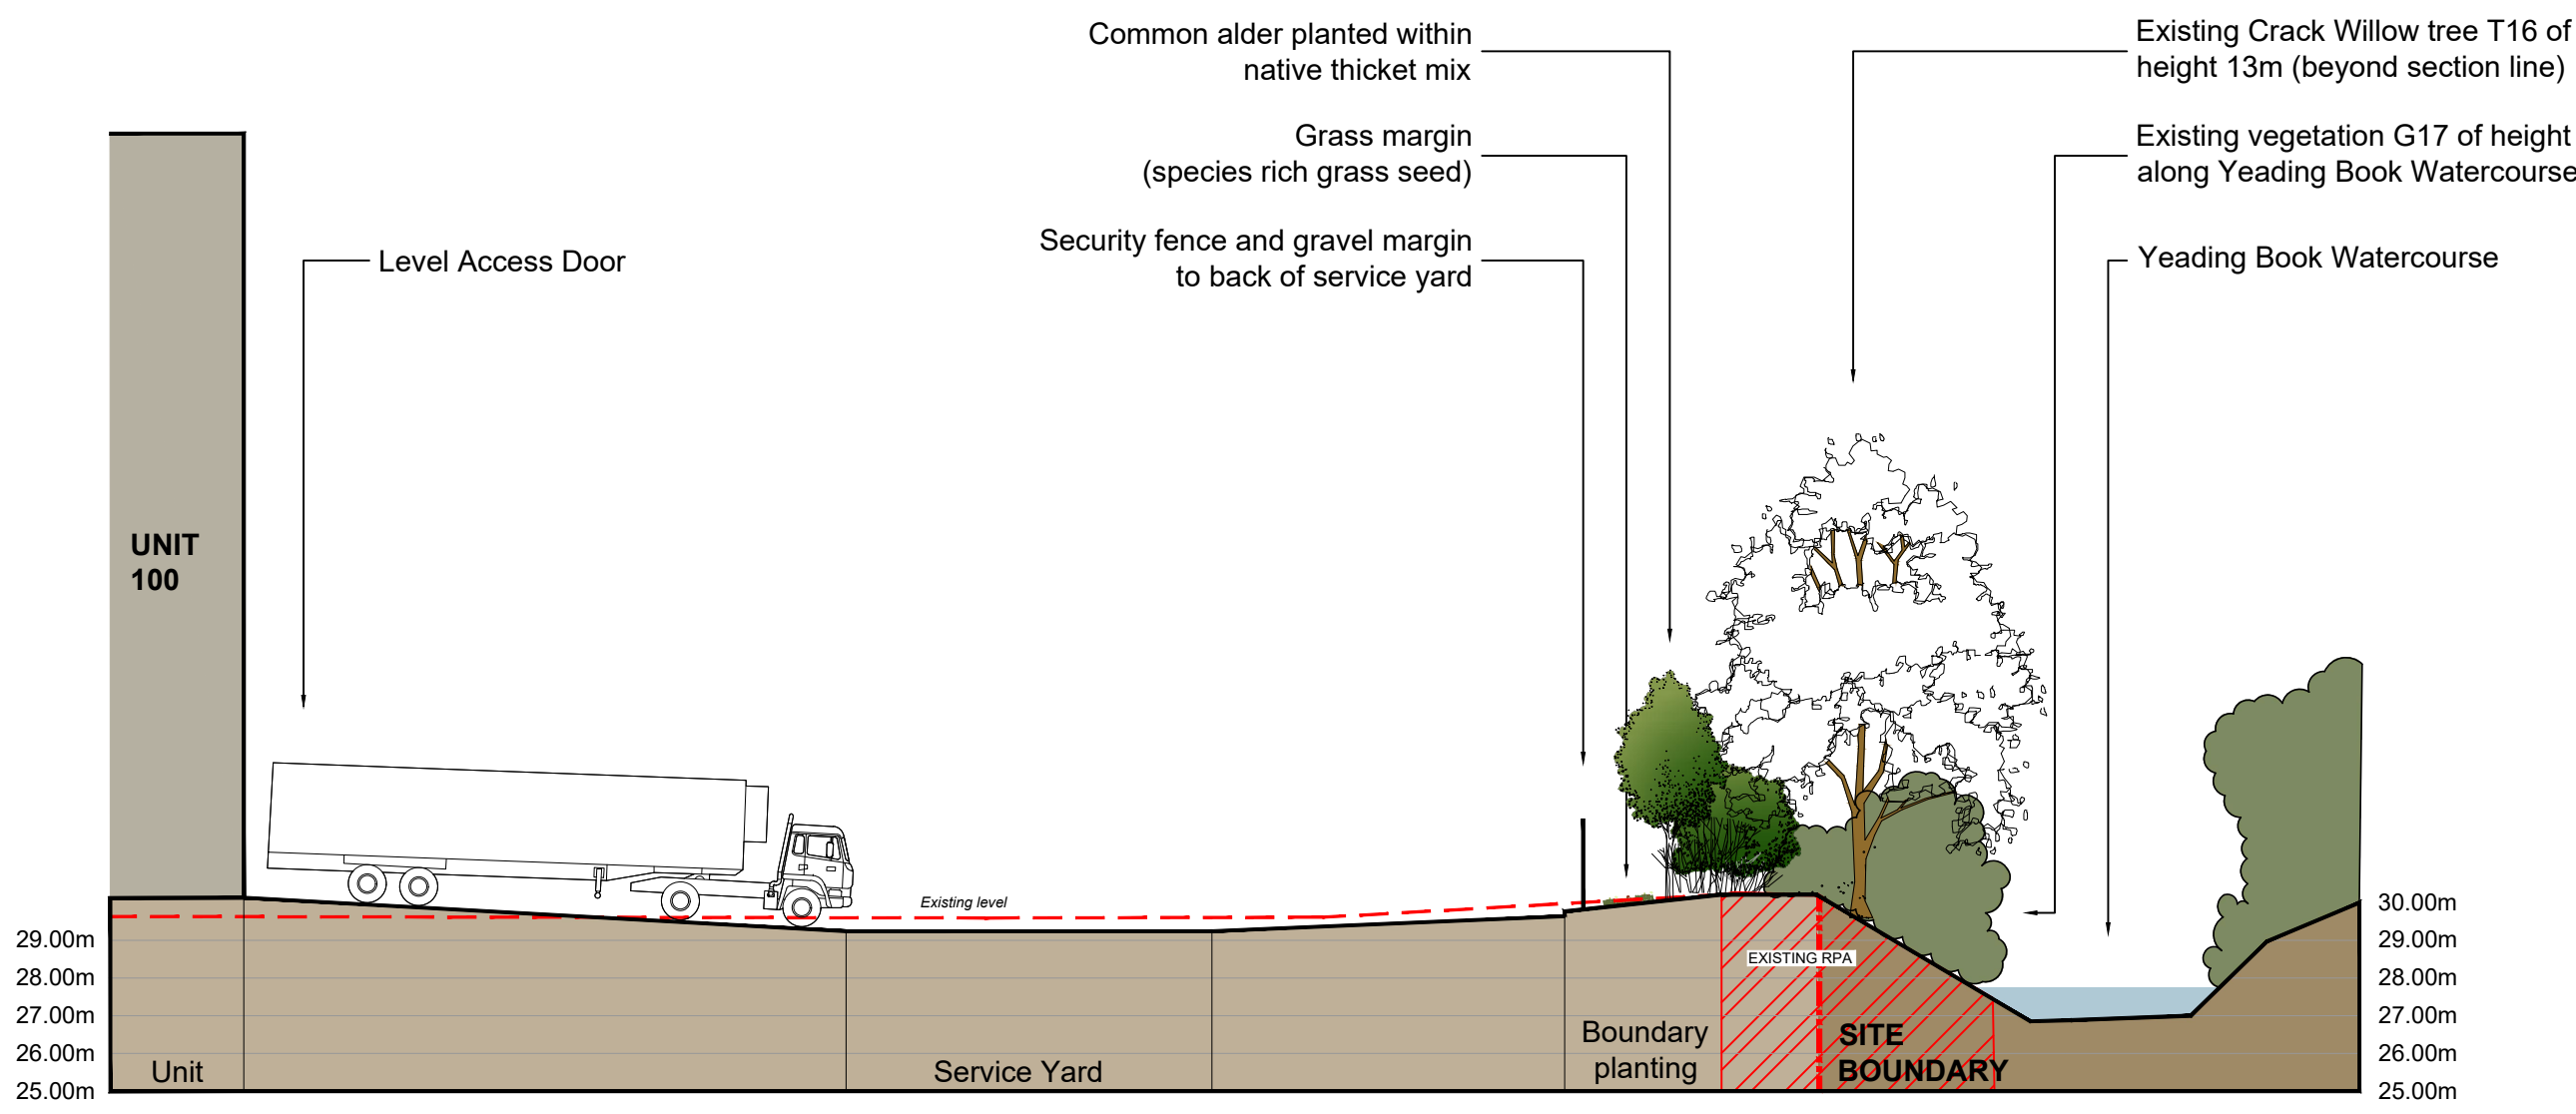 Common alder planted within
native thicket mix
Existing Crack Willow tree T16 of
height 13m (beyond section line)
Grass margin
(species rich grass seed)
Existing vegetation G17 of height
along Yeading Book Watercourse
Security fence and gravel margin
to back of service yard
Level Access Door
Yeading Book Watercourse
UNIT
100
Existing level
30.00m
29.00m
28.00m
27.00m
26.00m
25.00m
29.00m
28.00m
27.00m
26.00m
25.00m
EXISTING RPA
Unit
Service Yard
Boundary
planting
SITE
BOUNDARY